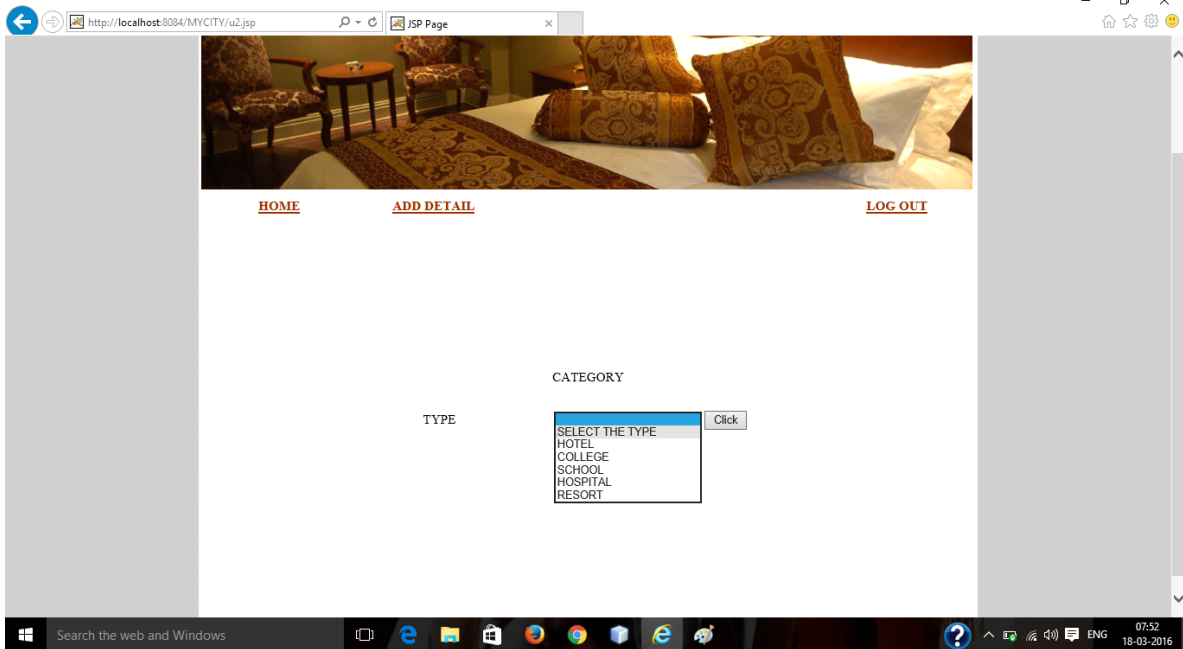 http://localhost:8084/MYCITY/u2.jsp
JSP Page
HOME ADD DETAIL LOG OUT
CATEGORY
TYPE Click
SELECT THE TYPE
HOTEL
COLLEGE
SCHOOL
HOSPITAL
RESORT
Search the web and Windows
ENG
07:52
18-03-2016